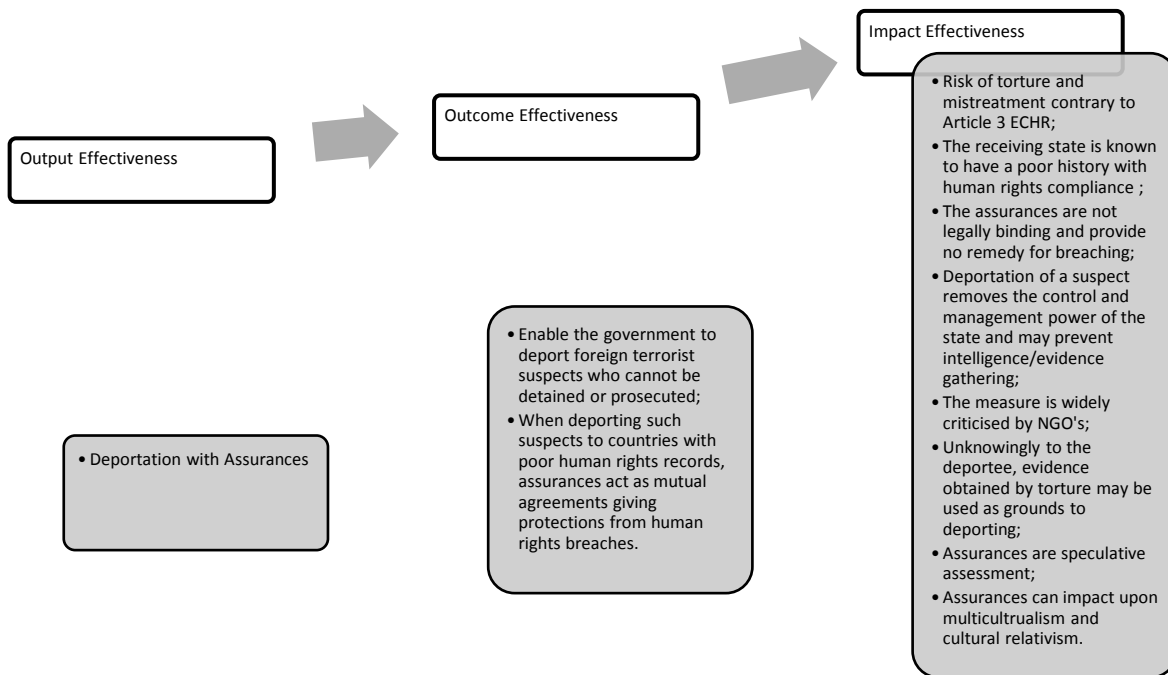 Output Effectiveness
• Deportation with Assurances
Outcome Effectiveness
• Enable the government to
deport foreign terrorist
suspects who cannot be
detained or prosecuted;
• When deporting such
suspects to countries with
poor human rights records,
assurances act as mutual
agreements giving
protections from human
rights breaches.
Impact Effectiveness
• Risk of torture and
mistreatment contrary to
Article 3 ECHR;
• The receiving state is known
to have a poor history with
human rights compliance ;
• The assurances are not
legally binding and provide
no remedy for breaching;
• Deportation of a suspect
removes the control and
management power of the
state and may prevent
intelligence/evidence
gathering;
• The measure is widely
criticised by NGO's;
• Unknowingly to the
deportee, evidence
obtained by torture may be
used as grounds to
deporting;
• Assurances are speculative
assessment;
• Assurances can impact upon
multicultrualism and
cultural relativism.